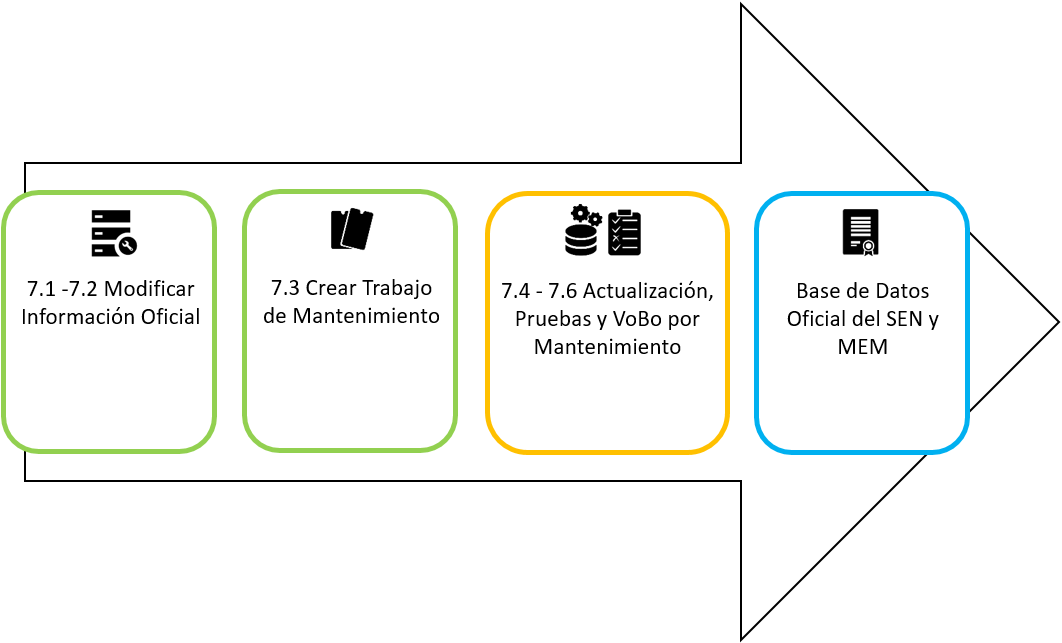 7.1 -7.2 Modificar
Información Oficial
7.3 Crear Trabajo
de Mantenimiento
7.4 - 7.6 Actualización,
Pruebas y VoBo por
Mantenimiento
Base de Datos
Oficial del SEN y
MEM